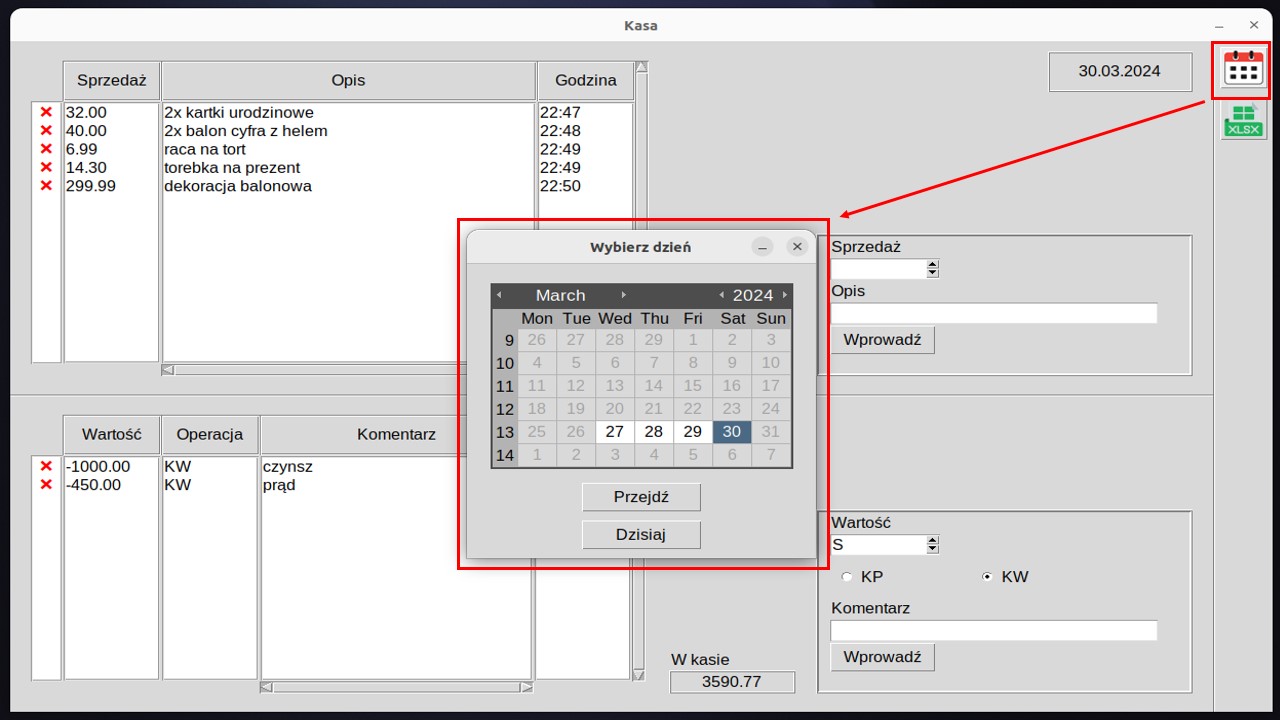 Kasa
Sprzedaż Opis Godzina
32.00 2x kartki urodzinowe 22:47
40.00 2x balon cyfra z helem 22:48
6.99 raca na tort 22:49
14.30 torebka na prezent 22:49
299.99 dekoracja balonowa 22:50
30.03.2024
XLSX
Sprzedaż
Opis
Wprowadź
Wybierz dzień
March 2024
Mon Tue Wed Thu Fri Sat Sun
9 26 27 28 29 1 2 3
10 4 5 6 7 8 9 10
11 11 12 13 14 15 16 17
12 18 19 20 21 22 23 24
13 25 26 27 28 29 30 31
14 1 2 3 4 5 6 7
Przejdź
Dzisiaj
Wartość Operacja Komentarz
-1000.00 KW czynsz
-450.00 KW prąd
W kasie
3590.77
Wartość
S
KP KW
Komentarz
Wprowadź